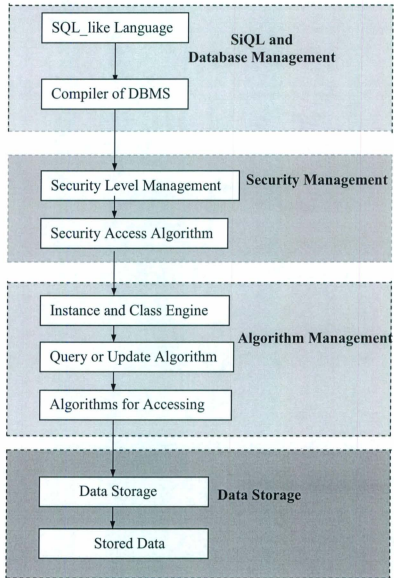 SQL_like Language
SiQL and
Database Management
Compiler of DBMS
Security Level Management
Security Management
Security Access Algorithm
Instance and Class Engine
Algorithm Management
Query or Update Algorithm
Algorithms for Accessing
Data Storage
Data Storage
Stored Data